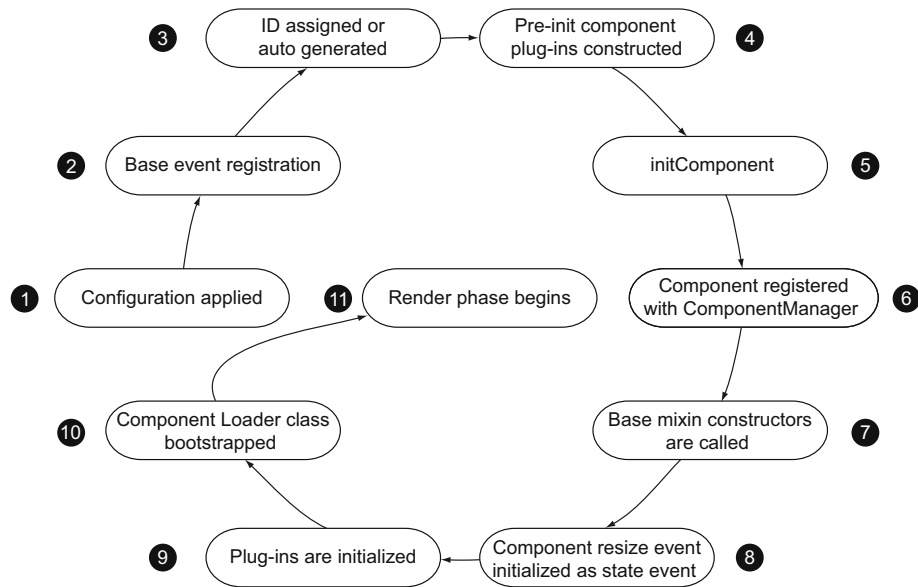 1
Configuration applied
2
Base event registration
3
ID assigned or
auto generated
4
Pre-init component
plug-ins constructed
5
initComponent
6
Component registered
with ComponentManager
7
Base mixin constructors
are called
8
Component resize event
initialized as state event
9
Plug-ins are initialized
10
Component Loader class
bootstrapped
11
Render phase begins